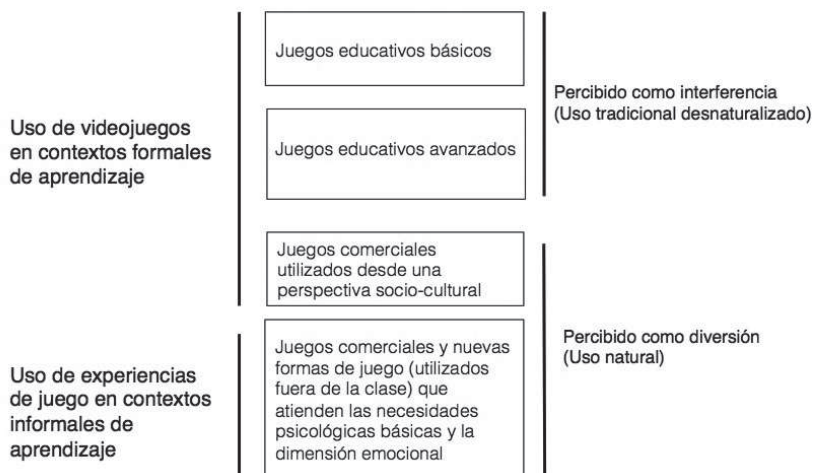 Juegos educativos básicos
Percibido como interferencia
(Uso tradicional desnaturalizado)
Uso de videojuegos
en contextos formales
de aprendizaje
Juegos educativos avanzados
Juegos comerciales
utilizados desde una
perspectiva socio-cultural
Percibido como diversión
(Uso natural)
Uso de experiencias
de juego en contextos
informales de
aprendizaje
Juegos comerciales y nuevas
formas de juego (utilizados
fuera de la clase) que
atienden las necesidades
psicológicas básicas y la
dimensión emocional